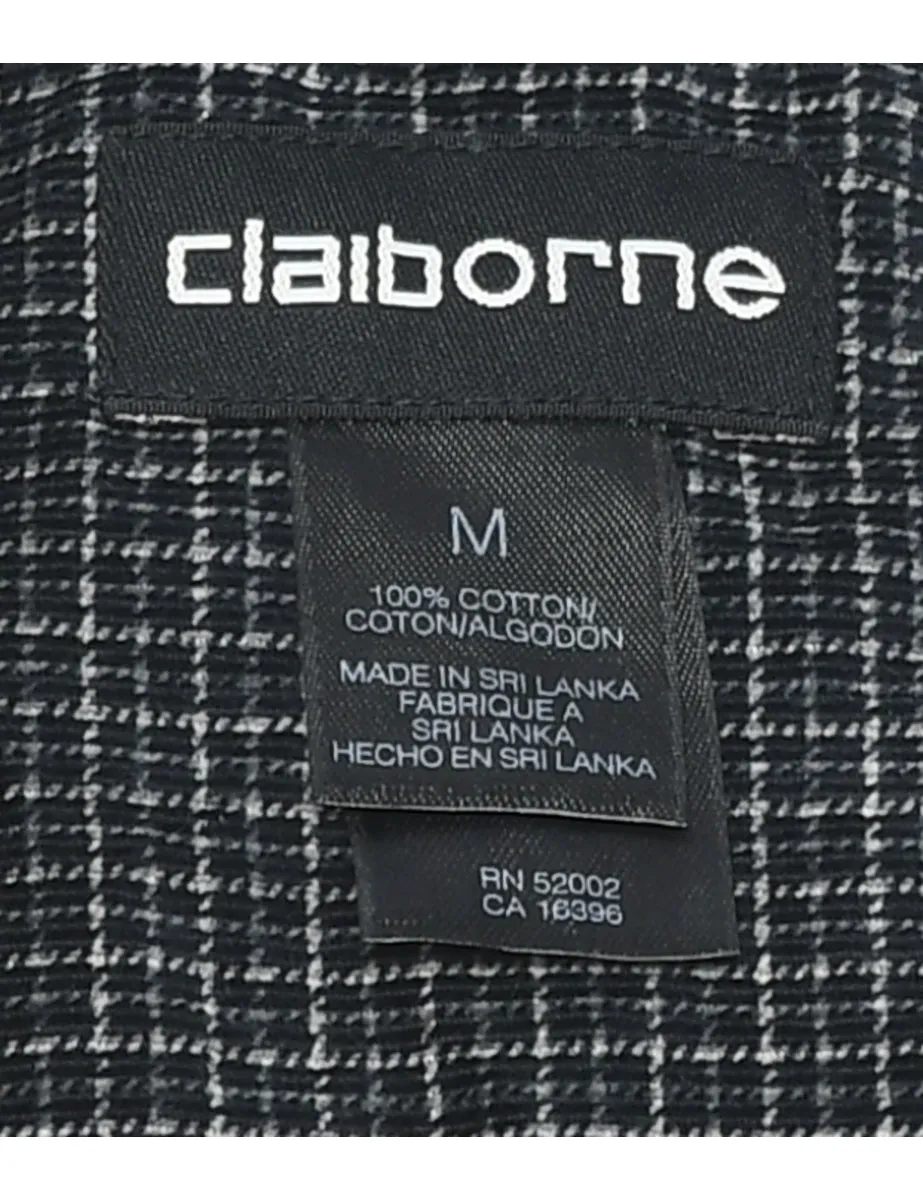 claiborne
M
100% COTTON/
COTON/ALGODÓN
MADE IN SRI LANKA
FABRIQUE A
SRI LANKA
HECHO EN SRI LANKA
RN 52002
CA 16396